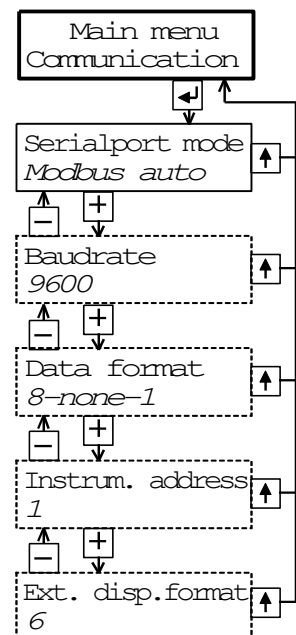 Main menu
Communication
Serialport mode
Modbus auto
− +
Baudrate
9600
− +
Data format
8-none-1
− +
Instrum. address
1
− +
Ext. disp.format
6